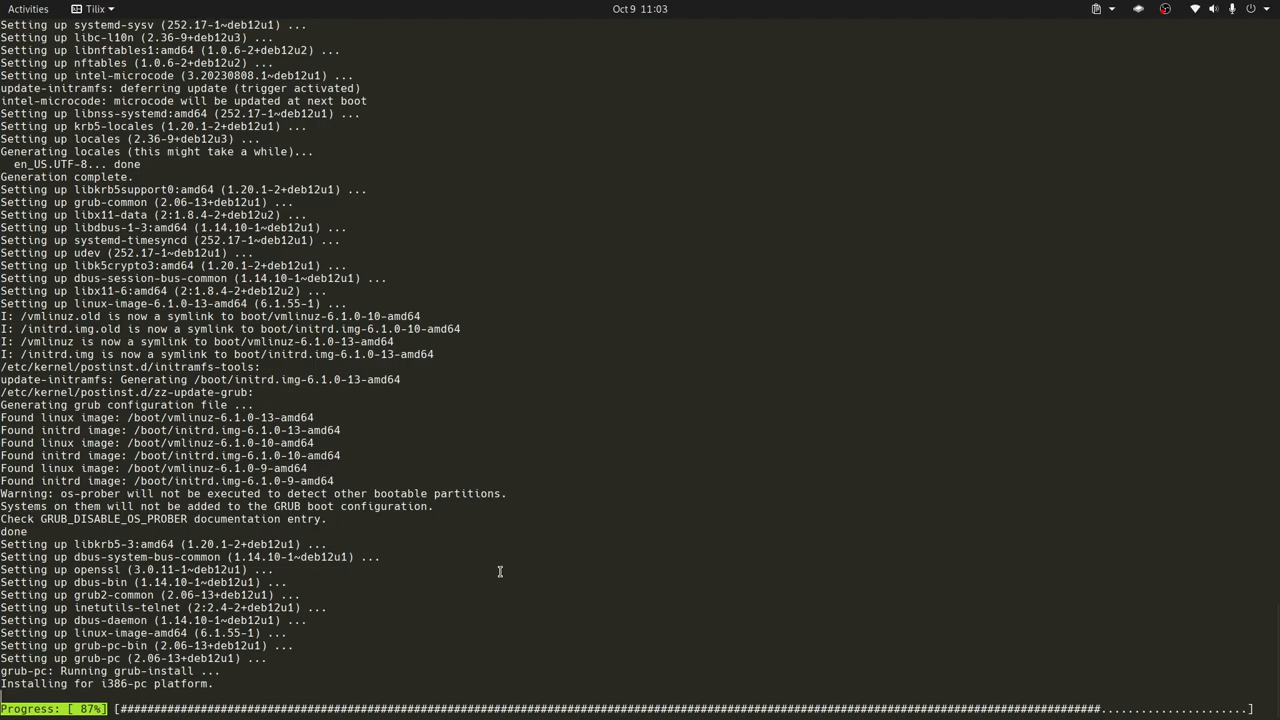 Activities Tilix Oct 9 11:03
Setting up systemd-sysv (252.17-1~deb12u1) ...
Setting up libc-l10n (2.36-9+deb12u3) ...
Setting up libnftables1:amd64 (1.0.6-2+deb12u2) ...
Setting up nftables (1.0.6-2+deb12u2) ...
Setting up intel-microcode (3.20230808.1~deb12u1) ...
update-initramfs: deferring update (trigger activated)
intel-microcode: microcode will be updated at next boot
Setting up libnss-systemd:amd64 (252.17-1~deb12u1) ...
Setting up krb5-locales (1.20.1-2+deb12u1) ...
Setting up locales (2.36-9+deb12u3) ...
Generating locales (this might take a while)...
  en_US.UTF-8... done
Generation complete.
Setting up libkrb5support0:amd64 (1.20.1-2+deb12u1) ...
Setting up grub-common (2.06-13+deb12u1) ...
Setting up libx11-data (2:1.8.4-2+deb12u2) ...
Setting up libdbus-1-3:amd64 (1.14.10-1~deb12u1) ...
Setting up systemd-timesyncd (252.17-1~deb12u1) ...
Setting up udev (252.17-1~deb12u1) ...
Setting up libk5crypto3:amd64 (1.20.1-2+deb12u1) ...
Setting up dbus-session-bus-common (1.14.10-1~deb12u1) ...
Setting up libx11-6:amd64 (2:1.8.4-2+deb12u2) ...
Setting up linux-image-6.1.0-13-amd64 (6.1.55-1) ...
I: /vmlinuz.old is now a symlink to boot/vmlinuz-6.1.0-10-amd64
I: /initrd.img.old is now a symlink to boot/initrd.img-6.1.0-10-amd64
I: /vmlinuz is now a symlink to boot/vmlinuz-6.1.0-13-amd64
I: /initrd.img is now a symlink to boot/initrd.img-6.1.0-13-amd64
/etc/kernel/postinst.d/initramfs-tools:
update-initramfs: Generating /boot/initrd.img-6.1.0-13-amd64
/etc/kernel/postinst.d/zz-update-grub:
Generating grub configuration file ...
Found linux image: /boot/vmlinuz-6.1.0-13-amd64
Found initrd image: /boot/initrd.img-6.1.0-13-amd64
Found linux image: /boot/vmlinuz-6.1.0-10-amd64
Found initrd image: /boot/initrd.img-6.1.0-10-amd64
Found linux image: /boot/vmlinuz-6.1.0-9-amd64
Found initrd image: /boot/initrd.img-6.1.0-9-amd64
Warning: os-prober will not be executed to detect other bootable partitions.
Systems on them will not be added to the GRUB boot configuration.
Check GRUB_DISABLE_OS_PROBER documentation entry.
done
Setting up libkrb5-3:amd64 (1.20.1-2+deb12u1) ...
Setting up dbus-system-bus-common (1.14.10-1~deb12u1) ...
Setting up openssl (3.0.11-1~deb12u1) ...
Setting up dbus-bin (1.14.10-1~deb12u1) ...
Setting up grub2-common (2.06-13+deb12u1) ...
Setting up inetutils-telnet (2:2.4-2+deb12u1) ...
Setting up dbus-daemon (1.14.10-1~deb12u1) ...
Setting up linux-image-amd64 (6.1.55-1) ...
Setting up grub-pc-bin (2.06-13+deb12u1) ...
Setting up grub-pc (2.06-13+deb12u1) ...
grub-pc: Running grub-install ...
Installing for i386-pc platform.
Progress: [ 87%] [###################################################################################################################################################......................]